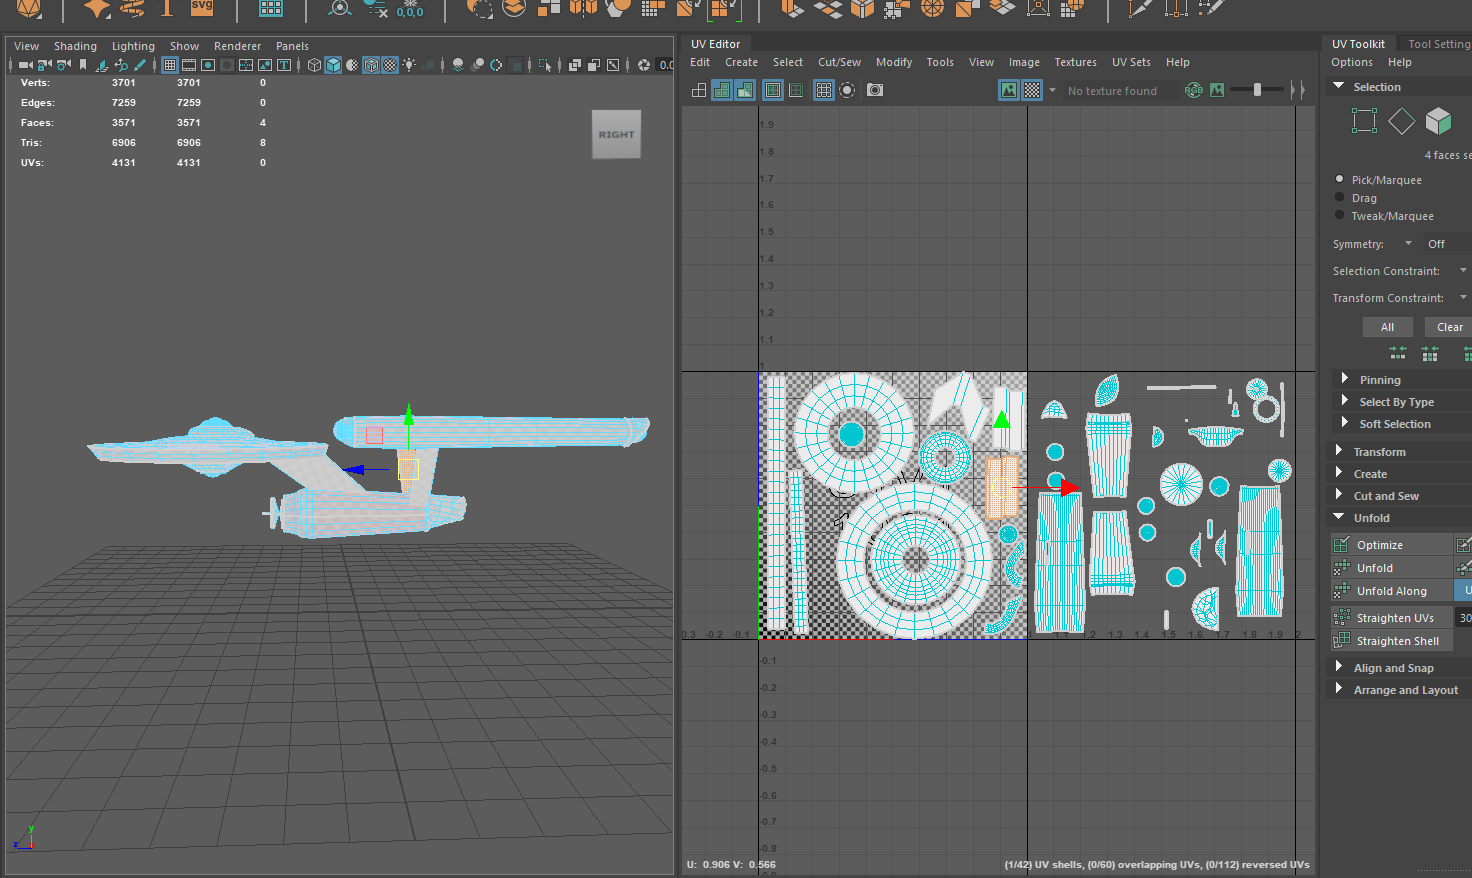 svg
0,0,0
View Shading Lighting Show Renderer Panels
0.0
Verts: 3701 3701 0
Edges: 7259 7259 0
Faces: 3571 3571 4
Tris: 6906 6906 8
UVs: 4131 4131 0
RIGHT
y
z
UV Editor
Edit Create Select Cut/Sew Modify Tools View Image Textures UV Sets Help
No texture found
RGB
1.9
1.8
1.7
1.6
1.5
1.4
1.3
1.2
1.1
1
0.3 -0.2 -0.1 1.1 1.2 1.3 1.4 1.5 1.6 1.7 1.8 1.9 2
-0.1
-0.2
-0.3
-0.4
-0.5
-0.6
-0.7
-0.8
U: 0.906 V: 0.566
(1/42) UV shells, (0/60) overlapping UVs, (0/112) reversed UVs
UV Toolkit Tool Setting
Options Help
Selection
4 faces se
Pick/Marquee
Drag
Tweak/Marquee
Symmetry: Off
Selection Constraint:
Transform Constraint:
All Clear
Pinning
Select By Type
Soft Selection
Transform
Create
Cut and Sew
Unfold
Optimize
Unfold
Unfold Along U
Straighten UVs 30
Straighten Shell
Align and Snap
Arrange and Layout